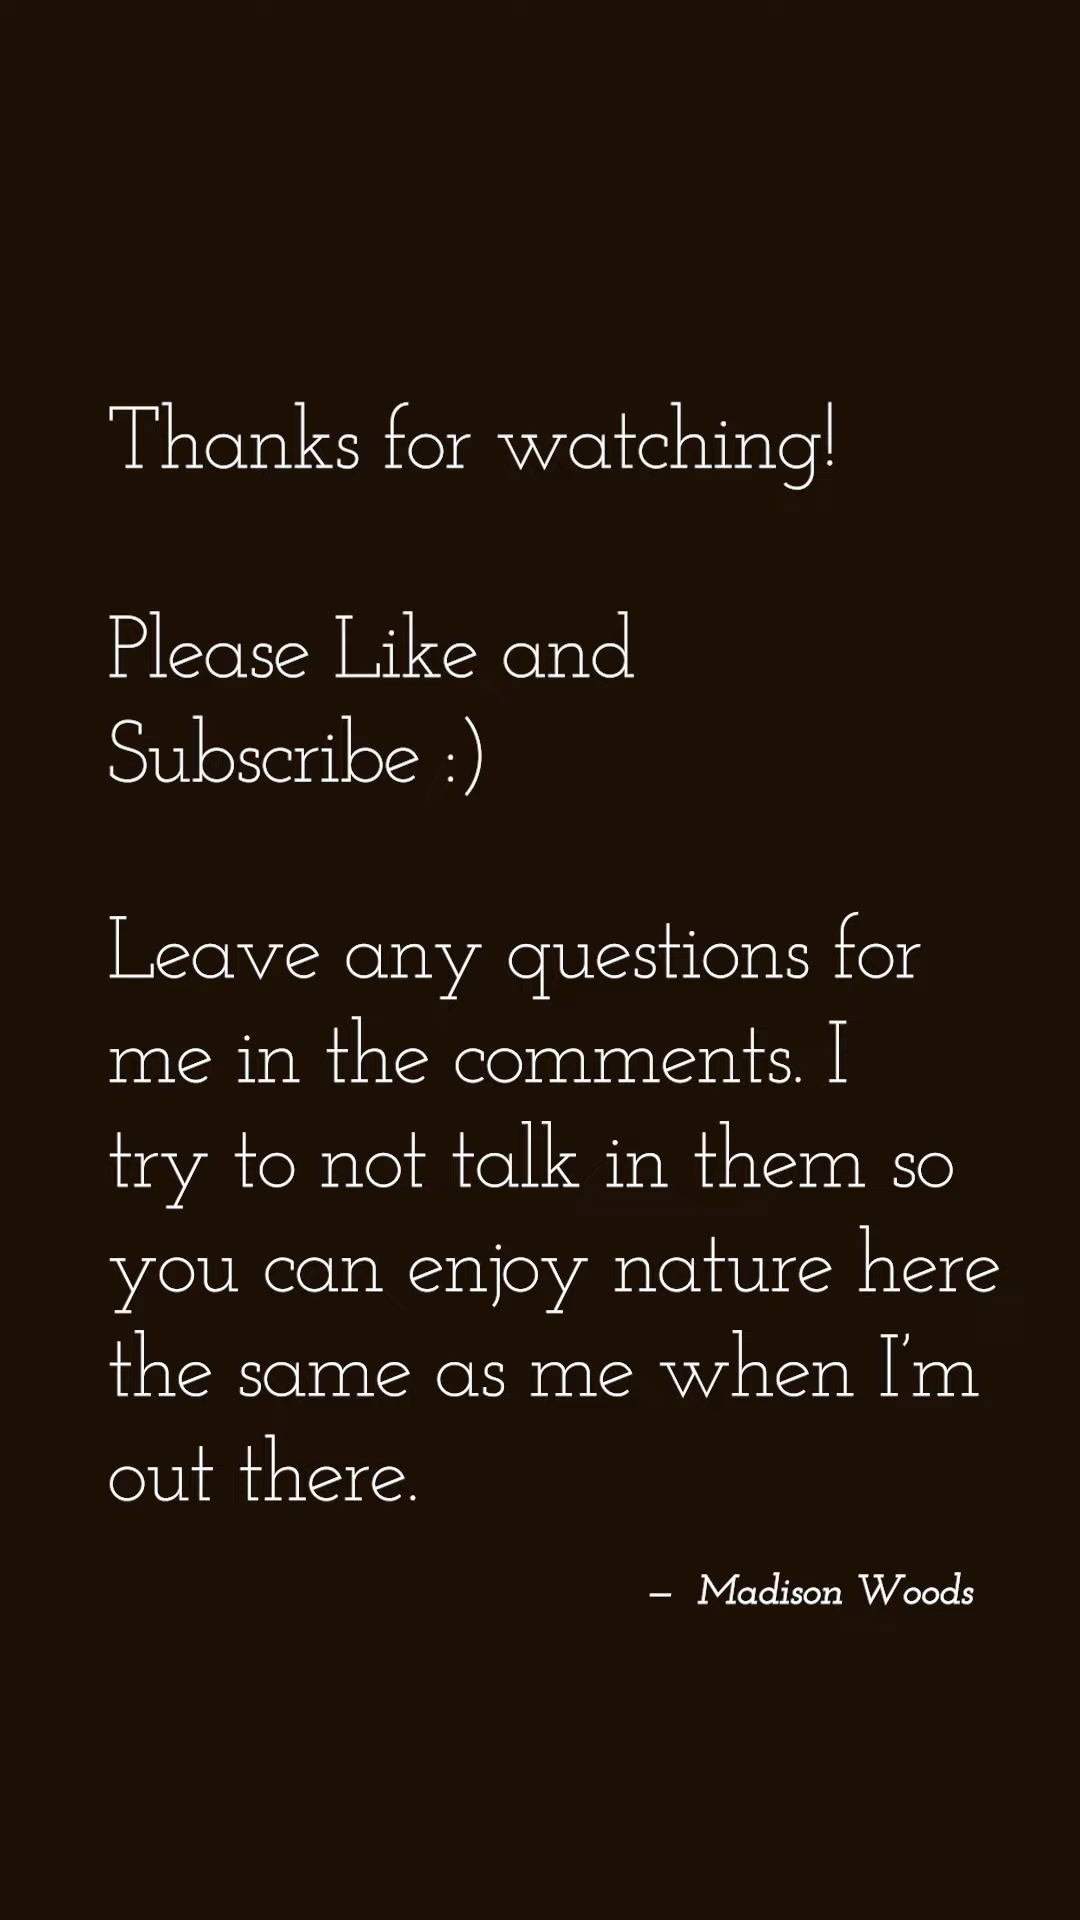 Thanks for watching!
Please Like and
Subscribe :)
Leave any questions for
me in the comments. I
try to not talk in them so
you can enjoy nature here
the same as me when I’m
out there.
– Madison Woods